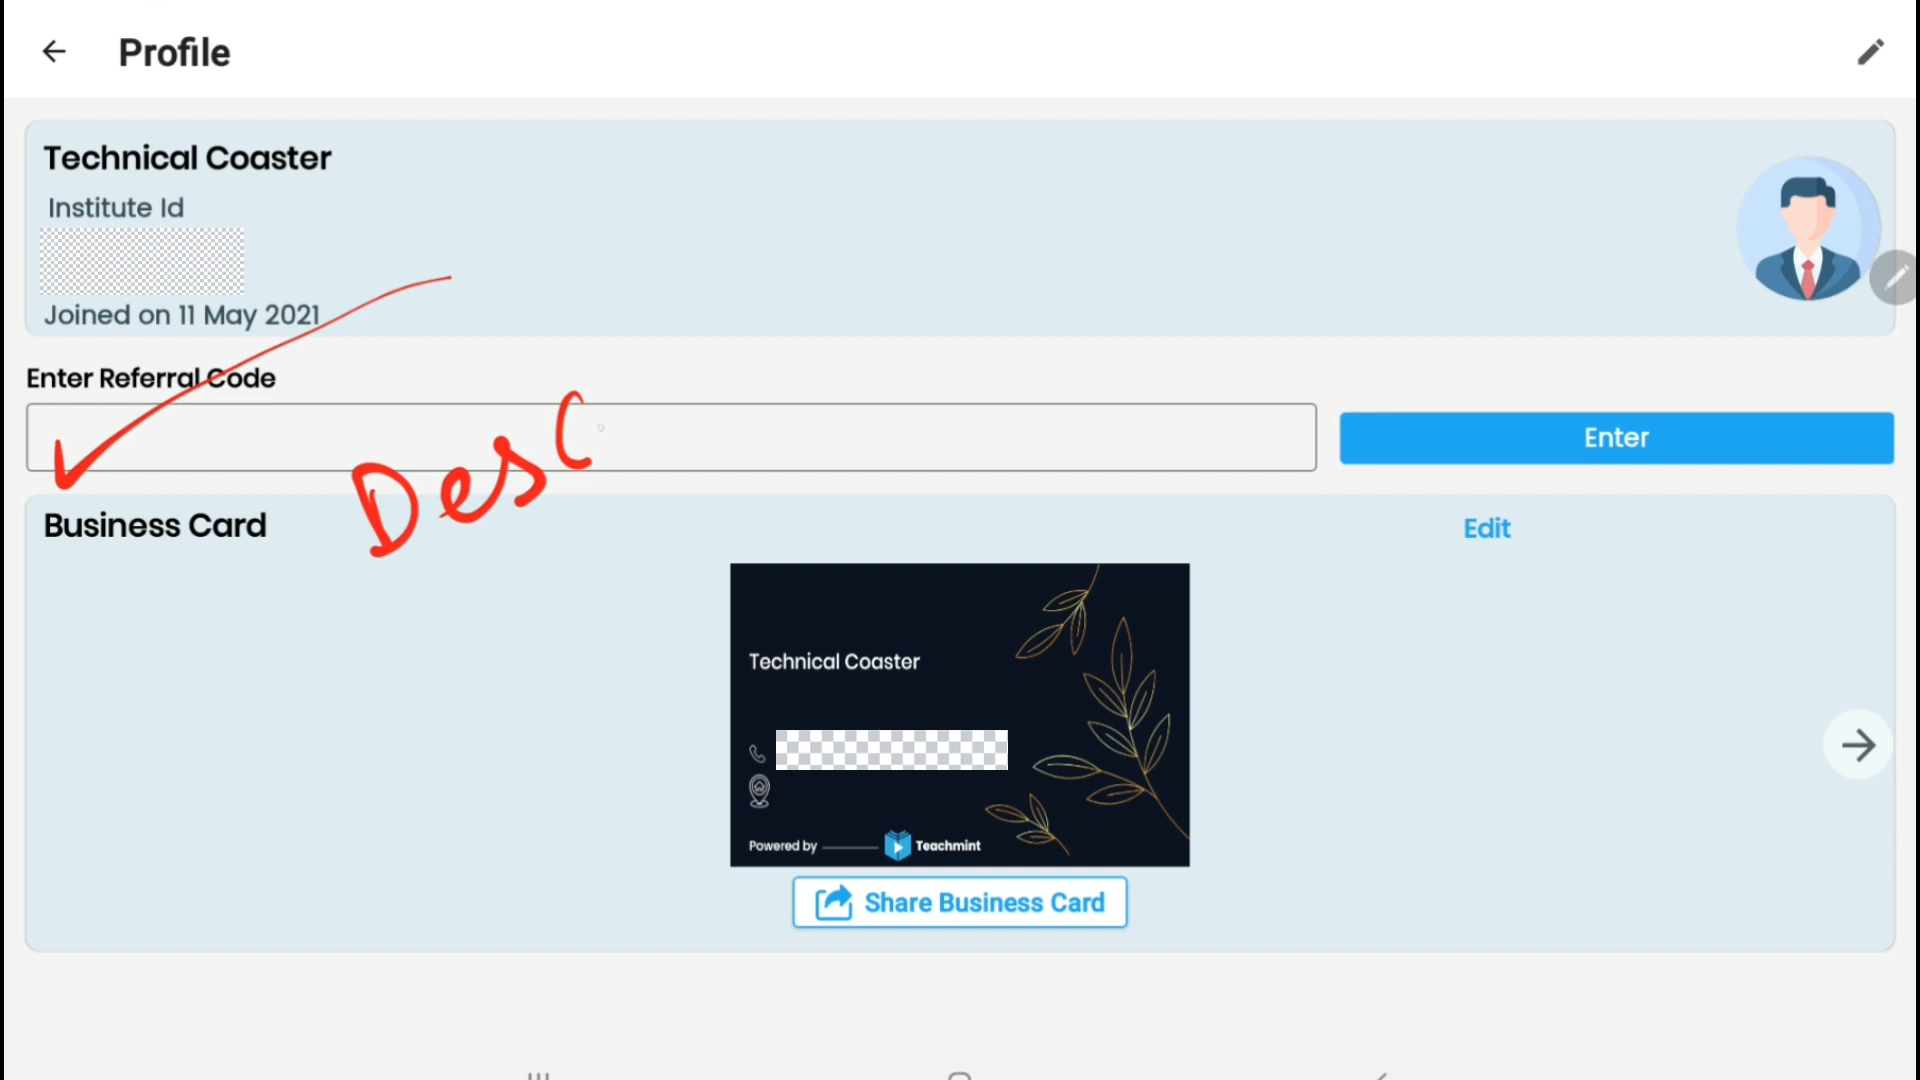 Profile
Technical Coaster
Institute Id
Joined on 11 May 2021
Enter Referral Code
Enter
Desc
Business Card
Edit
Technical Coaster
Powered by Teachmint
Share Business Card